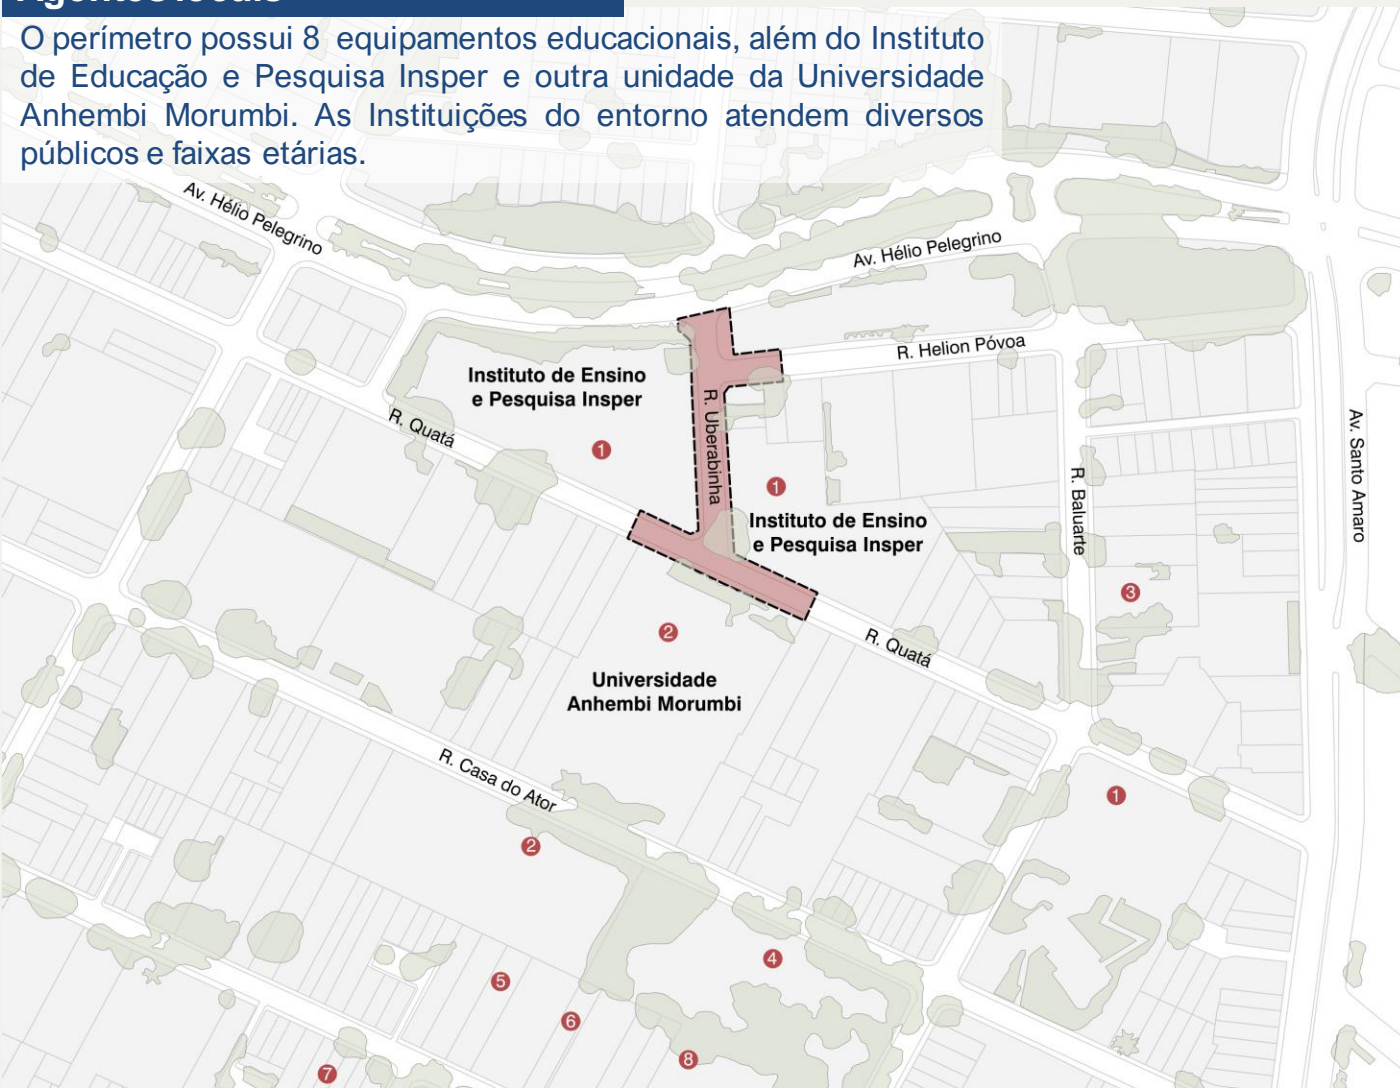 Agentes locais
O perímetro possui 8 equipamentos educacionais, além do Instituto
de Educação e Pesquisa Insper e outra unidade da Universidade
Anhembi Morumbi. As Instituições do entorno atendem diversos
públicos e faixas etárias.
Av. Hélio Pelegrino
Av. Hélio Pelegrino
R. Helion Póvoa
Instituto de Ensino
e Pesquisa Insper
R. Quatá
R. Uberabinha
Av. Santo Amaro
1
1
R. Baluarte
Instituto de Ensino
e Pesquisa Insper
3
2
R. Quatá
Universidade
Anhembi Morumbi
R. Casa do Ator
1
2
4
5
6
8
7